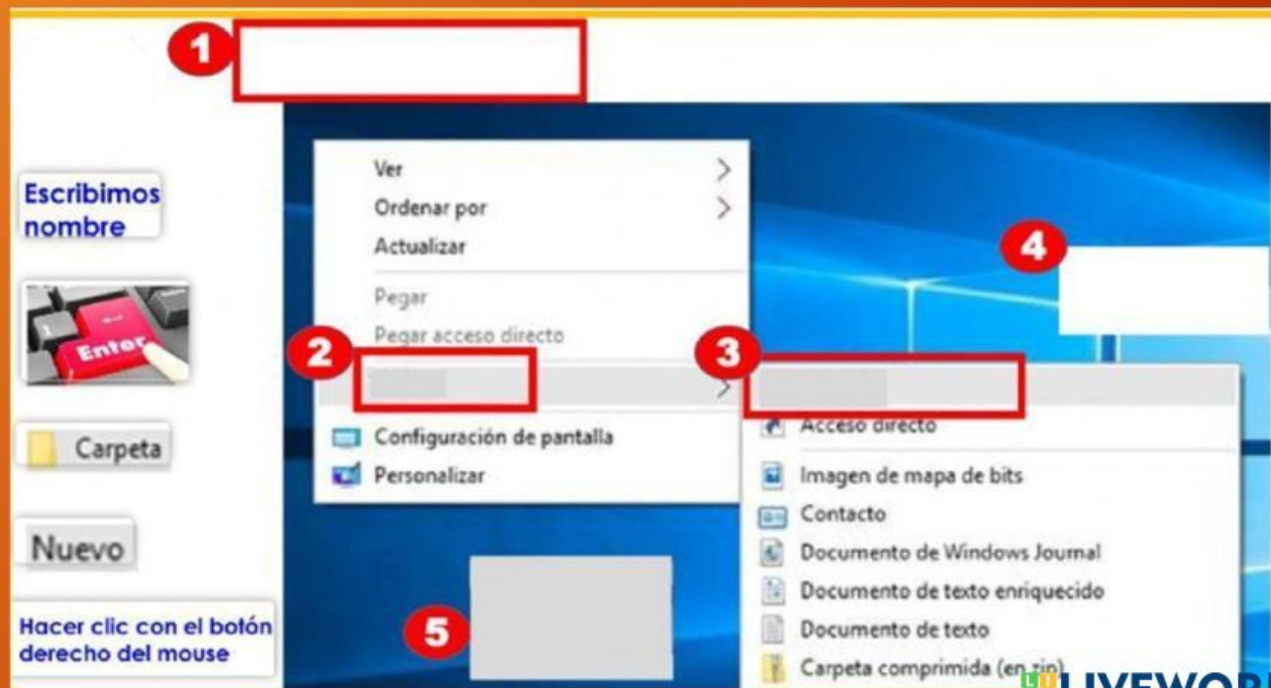 1
Escribimos
nombre
Enter
Carpeta
Nuevo
Hacer clic con el botón
derecho del mouse
Ver
Ordenar por
Actualizar
Pegar
Pegar acceso directo
2
Configuración de pantalla
Personalizar
4
3
Acceso directo
Imagen de mapa de bits
Contacto
Documento de Windows Journal
Documento de texto enriquecido
Documento de texto
Carpeta comprimida (en zip)
5